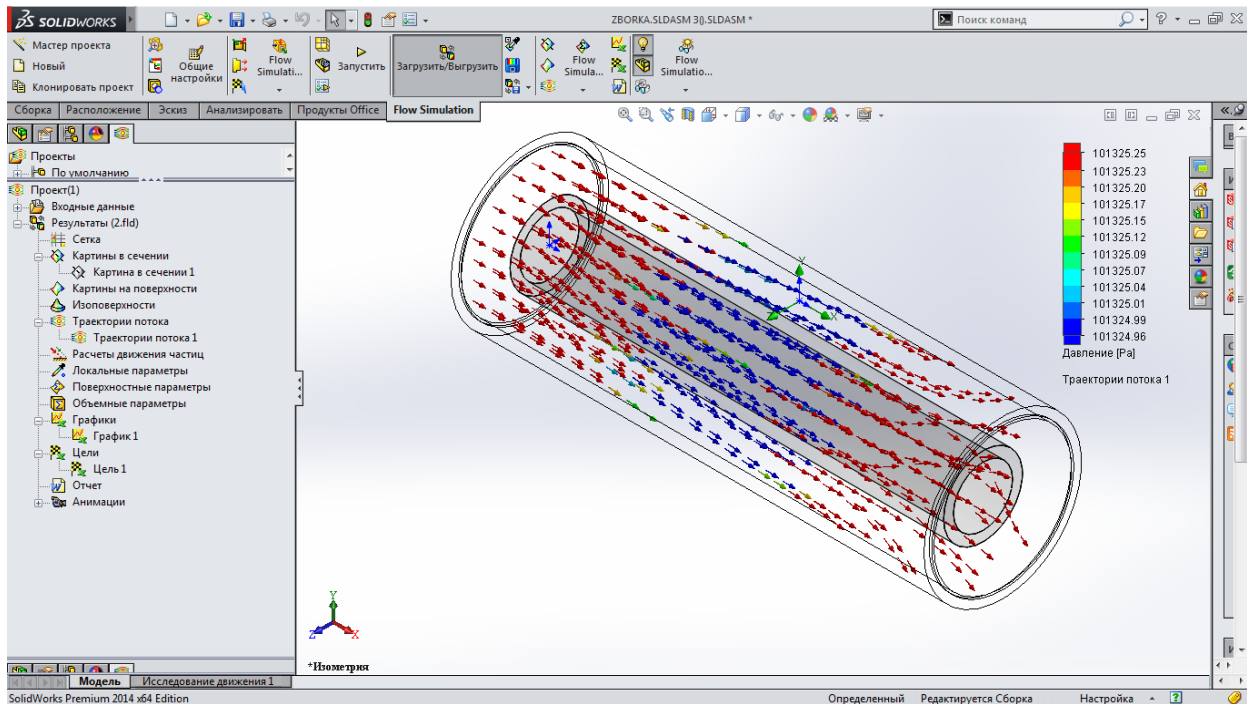 SOLIDWORKS
ZBORKA.SLDASM 3().SLDASM *
Поиск команд
Мастер проекта
Новый
Клонировать проект
Общие настройки
Flow Simulati...
Запустить
Загрузить/Выгрузить
Flow Simula...
Flow Simulatio...
Сборка
Расположение
Эскиз
Анализировать
Продукты Office
Flow Simulation
Проекты
По умолчанию
Проект(1)
Входные данные
Результаты (2.fld)
Сетка
Картины в сечении
Картина в сечении 1
Картины на поверхности
Изоповерхности
Траектории потока
Траектории потока 1
Расчеты движения частиц
Локальные параметры
Поверхностные параметры
Объемные параметры
Графики
График 1
Цели
Цель 1
Отчет
Анимации
101325.25
101325.23
101325.20
101325.17
101325.15
101325.12
101325.09
101325.07
101325.04
101325.01
101324.99
101324.96
Давление [Pa]
Траектории потока 1
Y
Z
X
Y
Z
X
*Изометрия
Модель
Исследование движения 1
SolidWorks Premium 2014 x64 Edition
Определенный
Редактируется Сборка
Настройка